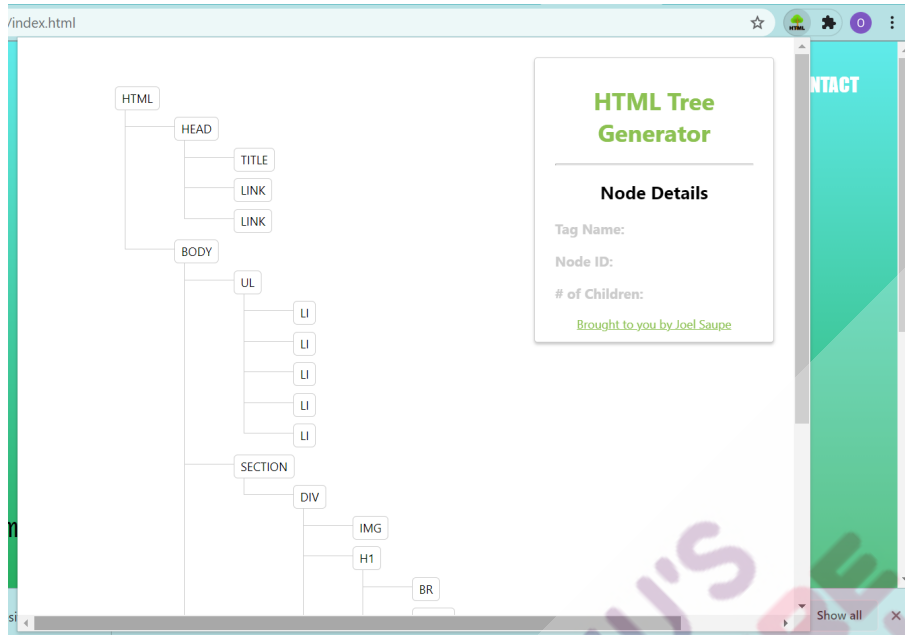 /index.html
HTML
O
NTACT
HTML
HEAD
TITLE
LINK
LINK
BODY
UL
LI
LI
LI
LI
LI
SECTION
DIV
IMG
H1
BR
HTML Tree
Generator
Node Details
Tag Name:
Node ID:
# of Children:
Brought to you by Joel Saupe
m
si
Show all
U'S